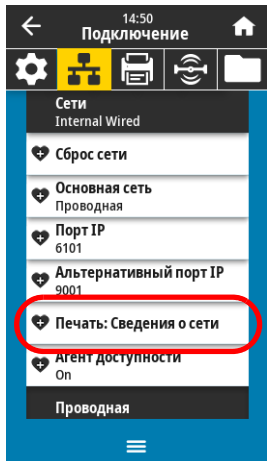 14:50
Подключение
Сети
Internal Wired
Сброс сети
Основная сеть
Проводная
Порт IP
6101
Альтернативный порт IP
9001
Печать: Сведения о сети
Агент доступности
On
Проводная